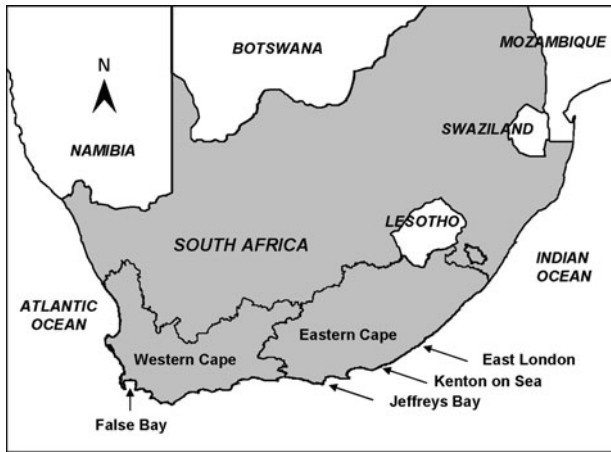 BOTSWANA
MOZAMBIQUE
N
SWAZILAND
NAMIBIA
LESOTHO
SOUTH AFRICA
INDIAN
OCEAN
ATLANTIC
OCEAN
Eastern Cape
Western Cape
East London
Kenton on Sea
Jeffreys Bay
False Bay